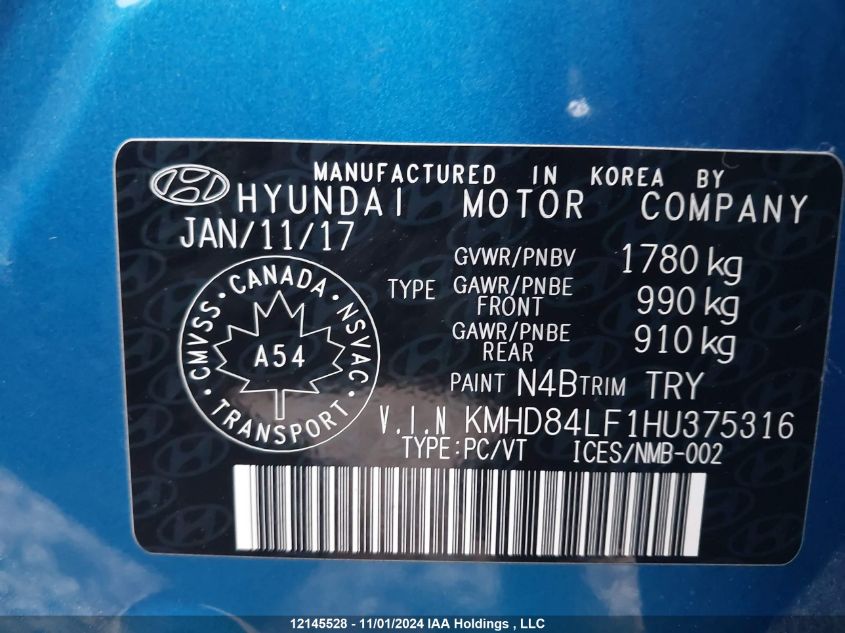 MANUFACTURED IN KOREA BY
HYUNDAI MOTOR COMPANY
JAN/11/17
GVWR/PNBV 1780 kg
TYPE GAWR/PNBE FRONT 990 kg
GAWR/PNBE REAR 910 kg
CMVSS · CANADA · NSVAC
A54
TRANSPORT
PAINT N4B TRIM TRY
V.I.N KMHD84LF1HU375316
TYPE:PC/VT ICES/NMB-002
12145528 - 11/01/2024 IAA Holdings , LLC